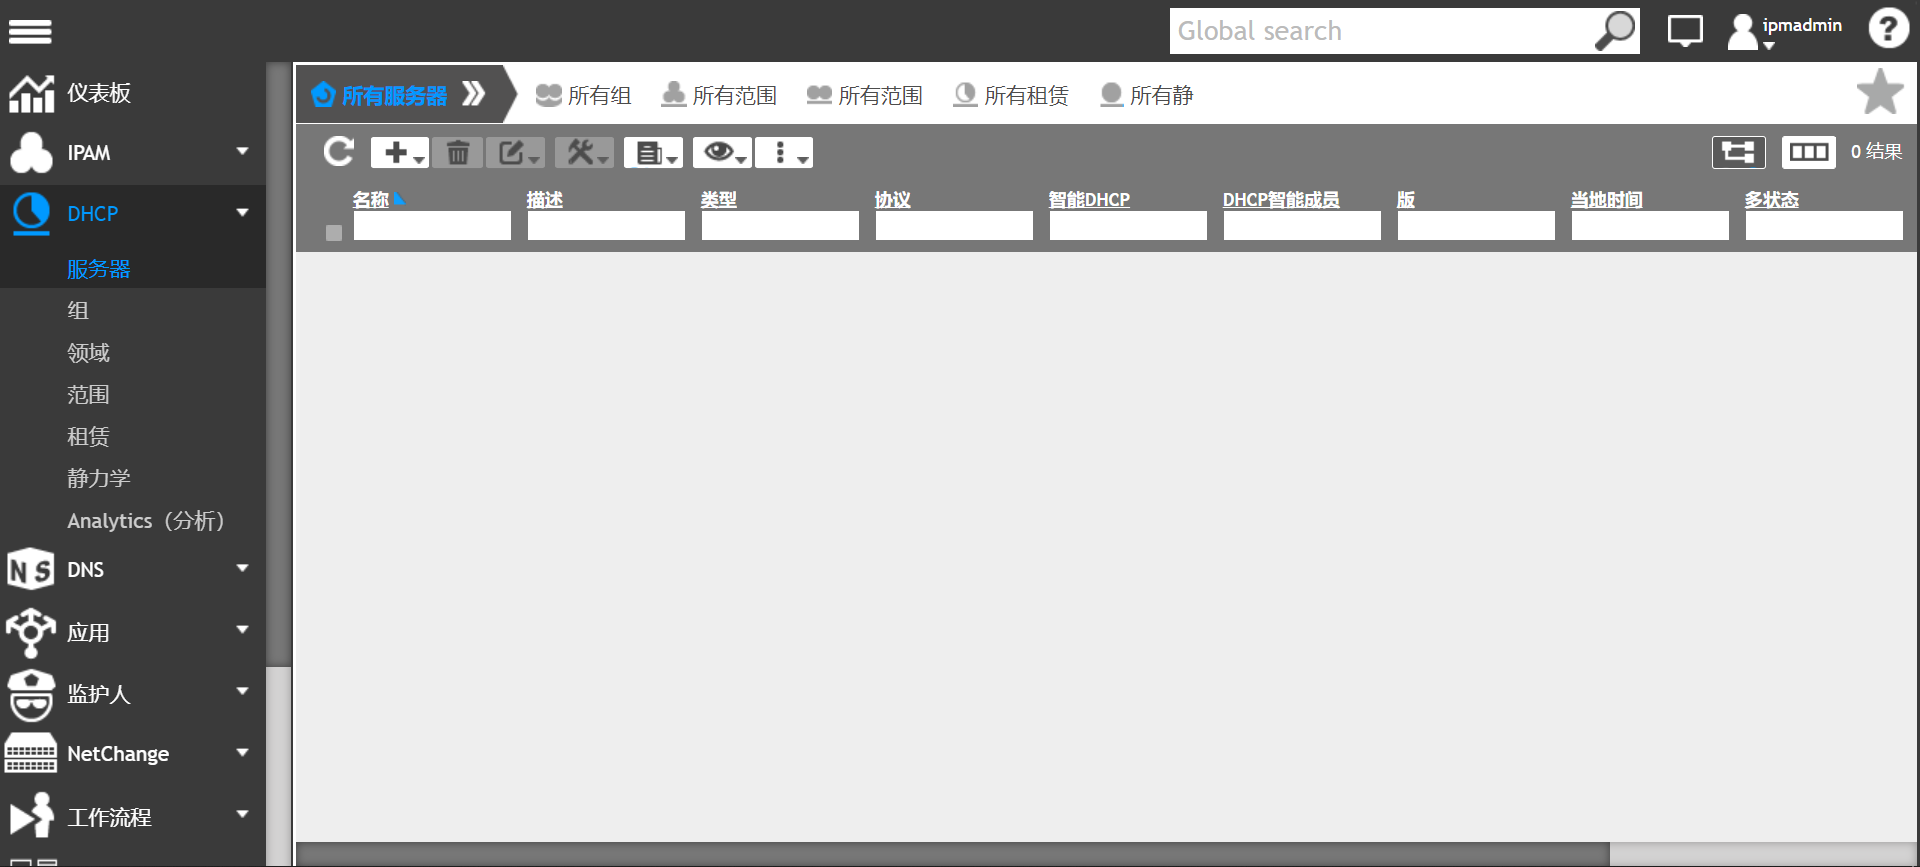 Global search
ipmadmin
?
仪表板
IPAM
DHCP
服务器
组
领域
范围
租赁
静力学
Analytics（分析）
NS
DNS
应用
监护人
NetChange
工作流程
所有服务器
所有组
所有范围
所有范围
所有租赁
所有静
0 结果
名称
描述
类型
协议
智能DHCP
DHCP智能成员
版
当地时间
多状态